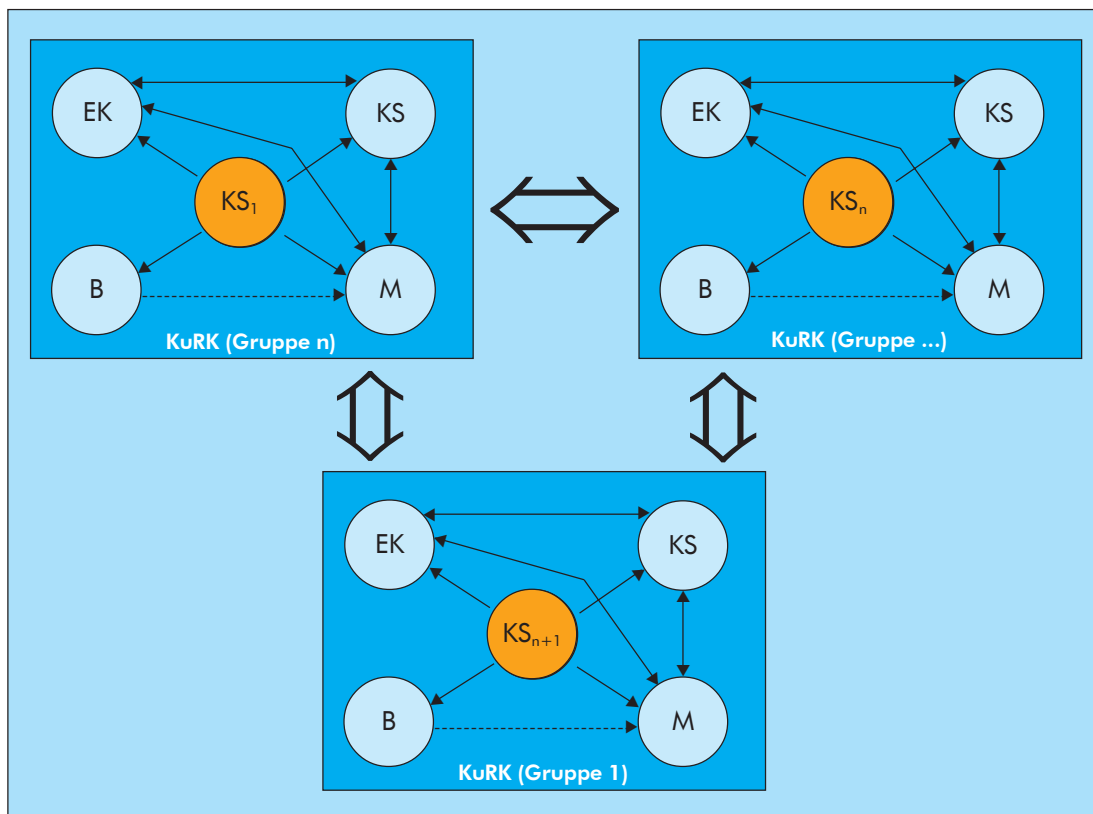 EK
KS
KS₁
B
M
KuRK (Gruppe n)
EK
KS
KSₙ
B
M
KuRK (Gruppe ...)
EK
KS
KSₙ₊₁
B
M
KuRK (Gruppe 1)